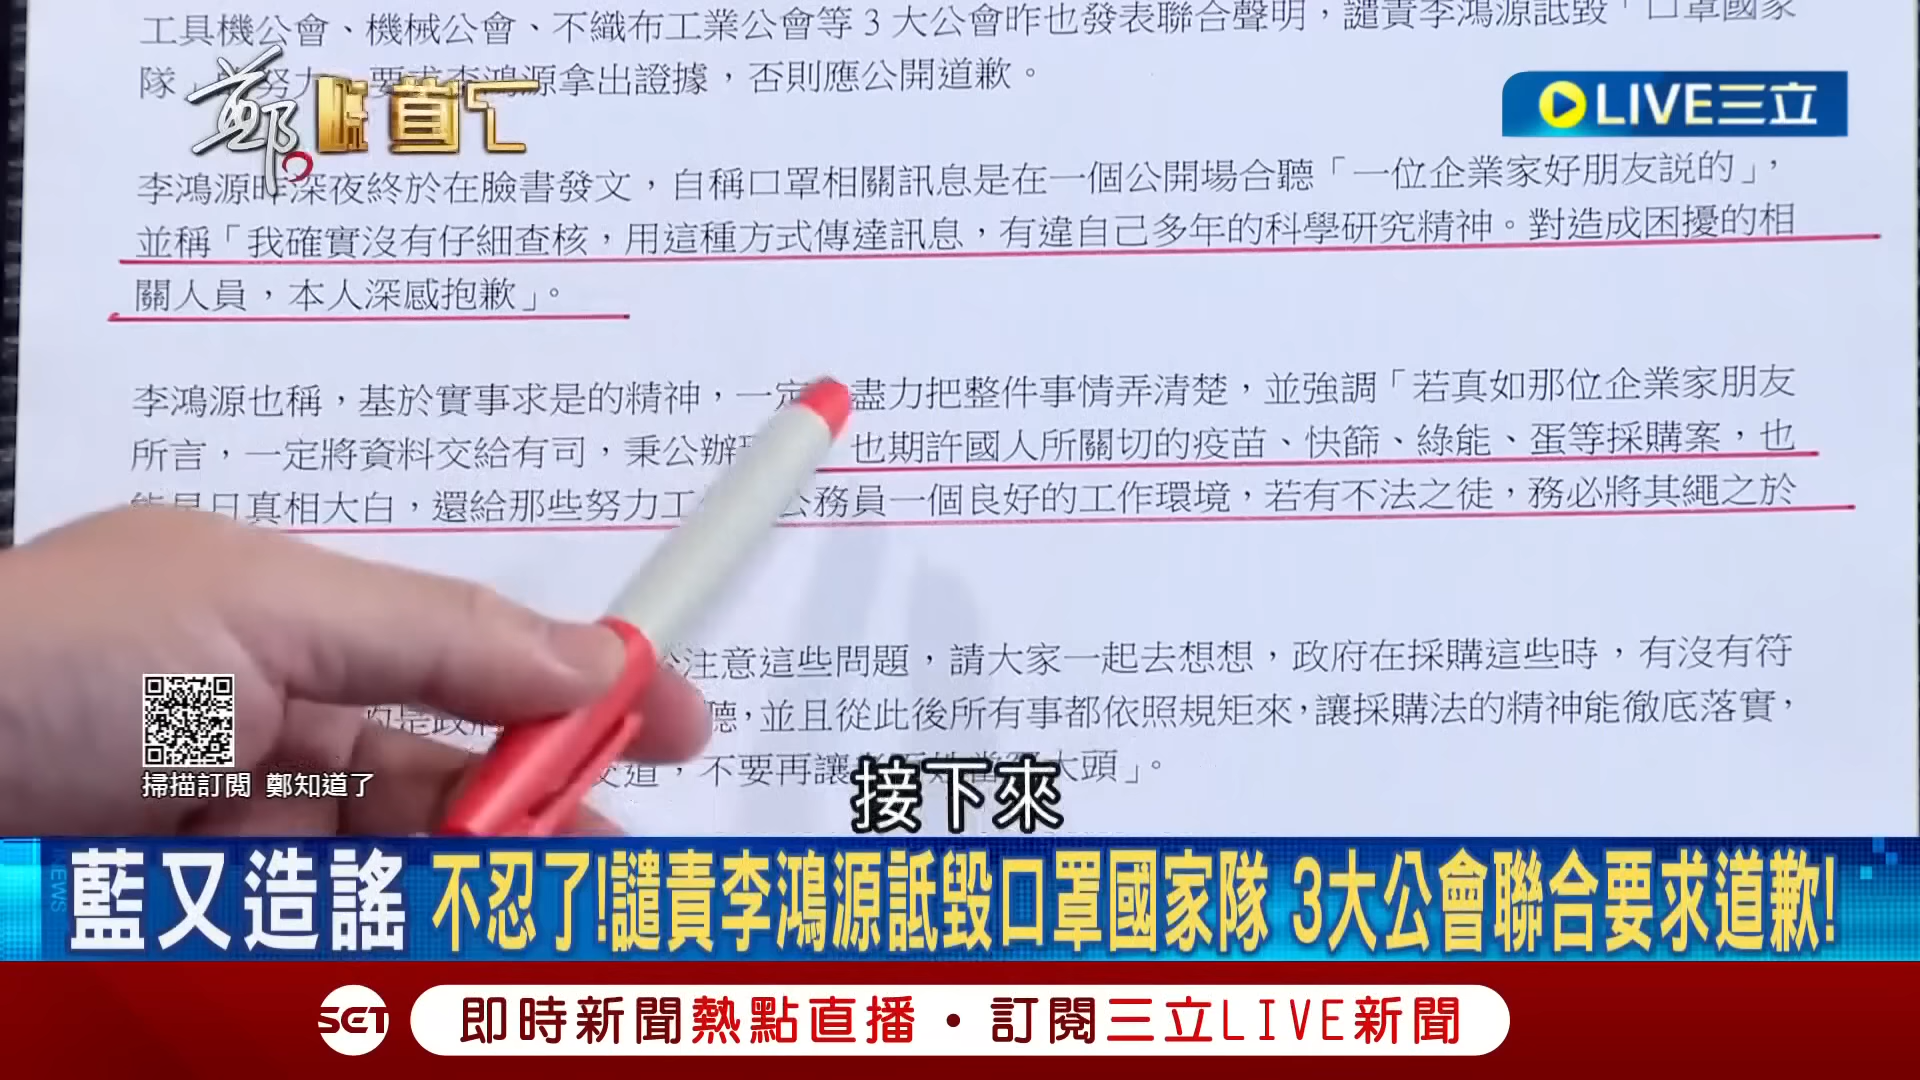 工具機公會、機械公會、不織布工業公會等3大公會昨也發表聯合聲明，譴責李鴻源詆毀「口罩國家
隊 努力 要求李鴻源拿出證據，否則應公開道歉。
鄭
LIVE三立
李鴻源昨深夜終於在臉書發文，自稱口罩相關訊息是在一個公開場合聽「一位企業家好朋友説的」，
並稱「我確實沒有仔細查核，用這種方式傳達訊息，有違自己多年的科學研究精神。對造成困擾的相
關人員，本人深感抱歉」。
李鴻源也稱，基於實事求是的精神，一定 盡力把整件事情弄清楚，並強調「若真如那位企業家朋友
所言，一定將資料交給有司，秉公辦 也期許國人所關切的疫苗、快篩、綠能、蛋等採購案，也
能早日真相大白，還給那些努力工 公務員一個良好的工作環境，若有不法之徒，務必將其繩之於
注意這些問題，請大家一起去想想，政府在採購這些時，有沒有符
的是政府 聽，並且從此後所有事都依照規矩來，讓採購法的精神能徹底落實，
交道，不要再讓 大頭」。
掃描訂閱 鄭知道了
接下來
NEWS
藍又造謠 不忍了!譴責李鴻源詆毀口罩國家隊 3大公會聯合要求道歉!
SET 即時新聞熱點直播•訂閱三立LIVE新聞